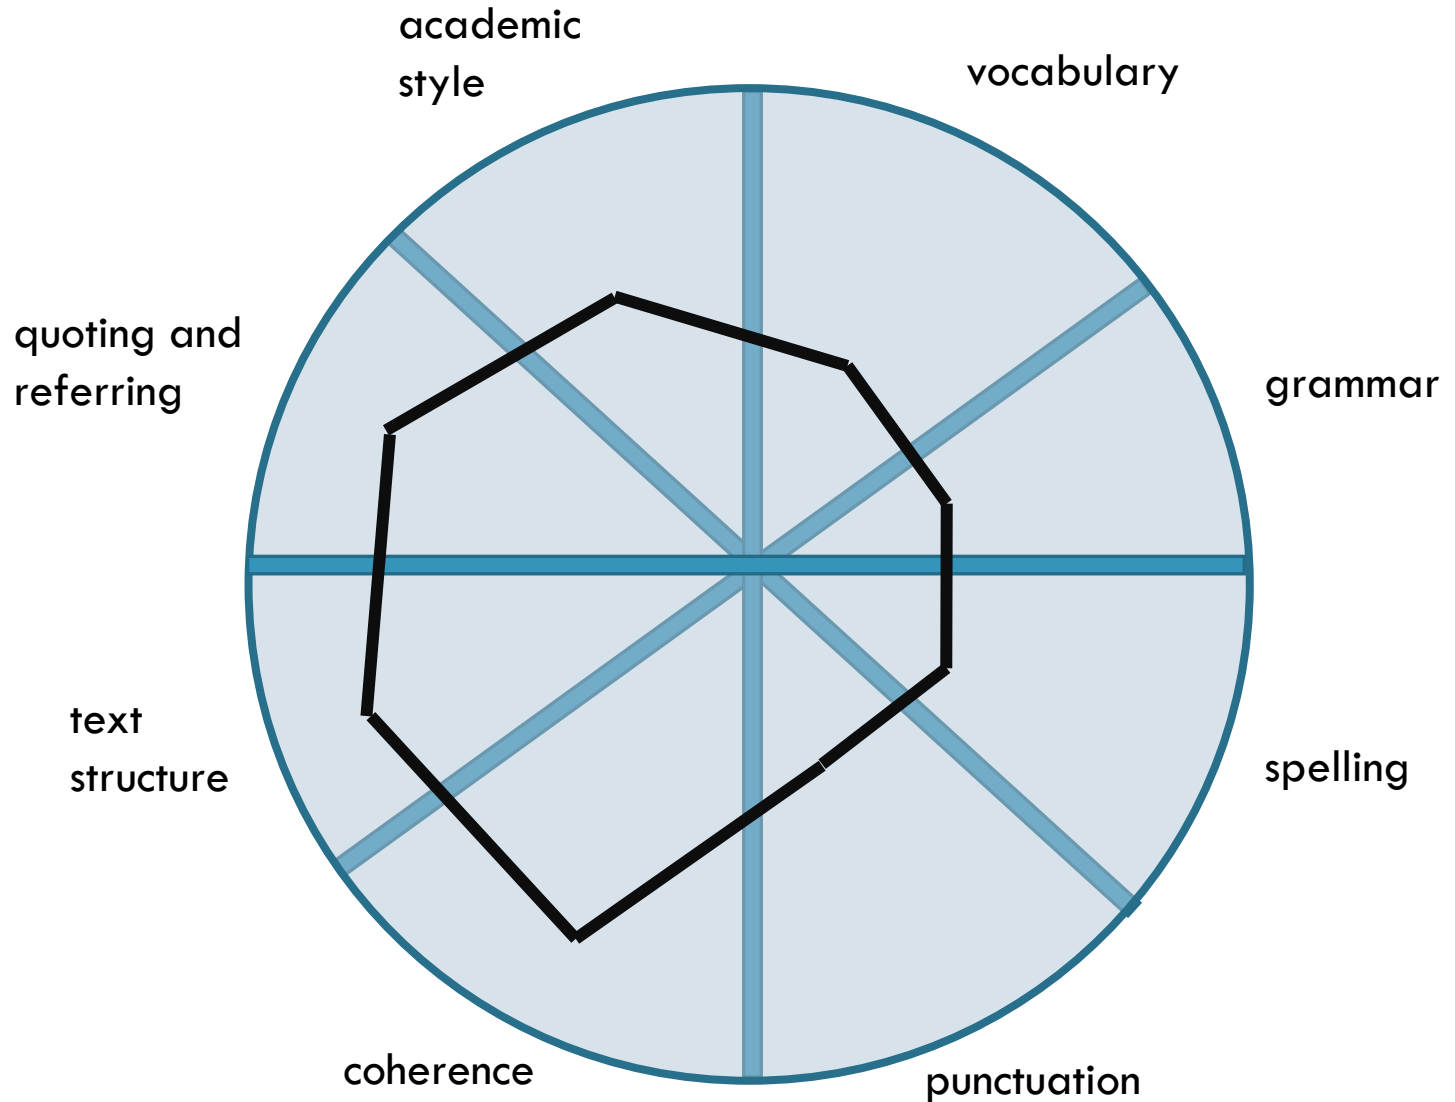 academic
style
vocabulary
quoting and
referring
grammar
text
structure
spelling
coherence
punctuation